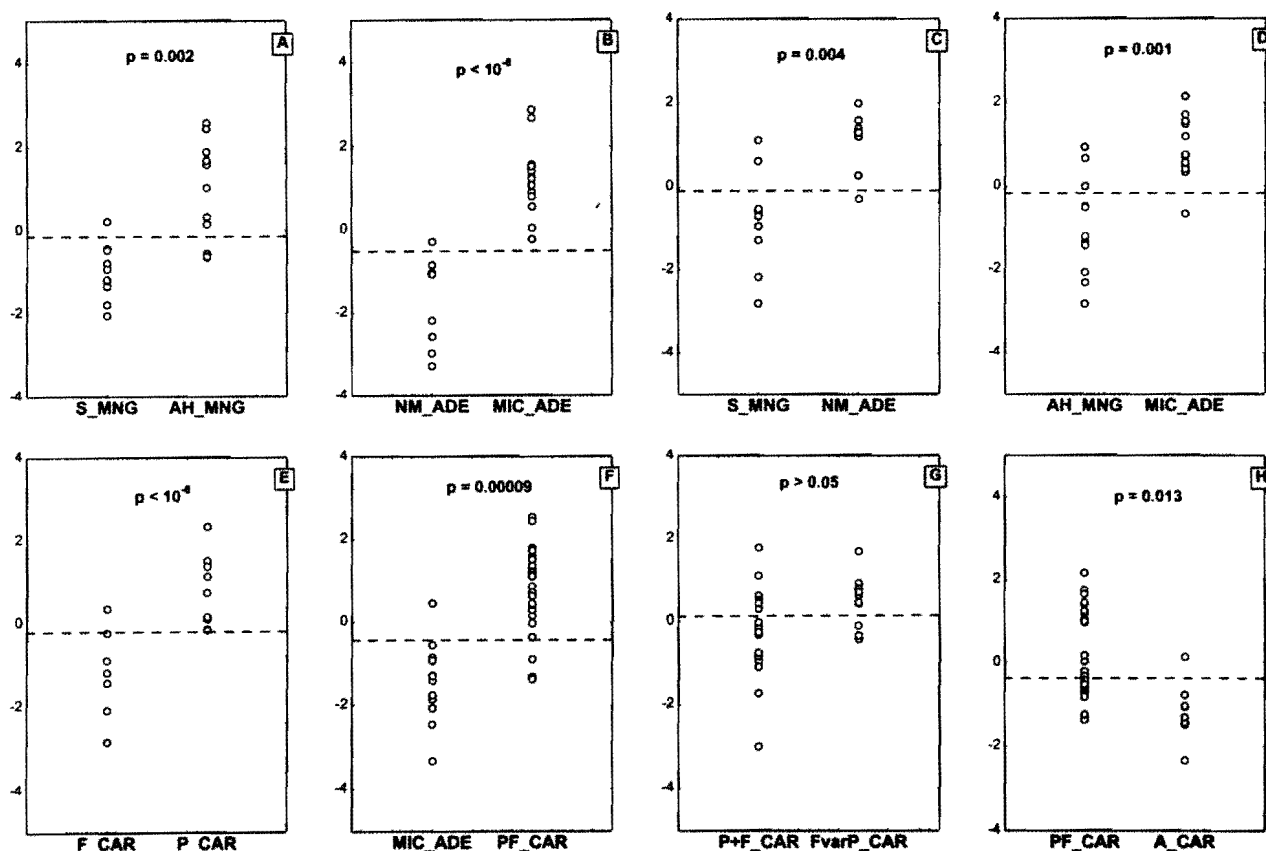 A
p = 0.002
4
2
0
-2
-4
S_MNG AH_MNG
B
p < 10⁻⁶
4
2
0
-2
-4
NM_ADE MIC_ADE
C
p = 0.004
4
2
0
-2
-4
S_MNG NM_ADE
D
p = 0.001
4
2
0
-2
-4
AH_MNG MIC_ADE
E
p < 10⁻⁶
4
2
0
-2
-4
F_CAR P_CAR
F
p = 0.00009
4
2
0
-2
-4
MIC_ADE PF_CAR
G
p > 0.05
4
2
0
-2
-4
P+F_CAR FvarP_CAR
H
p = 0.013
4
2
0
-2
-4
PF_CAR A_CAR